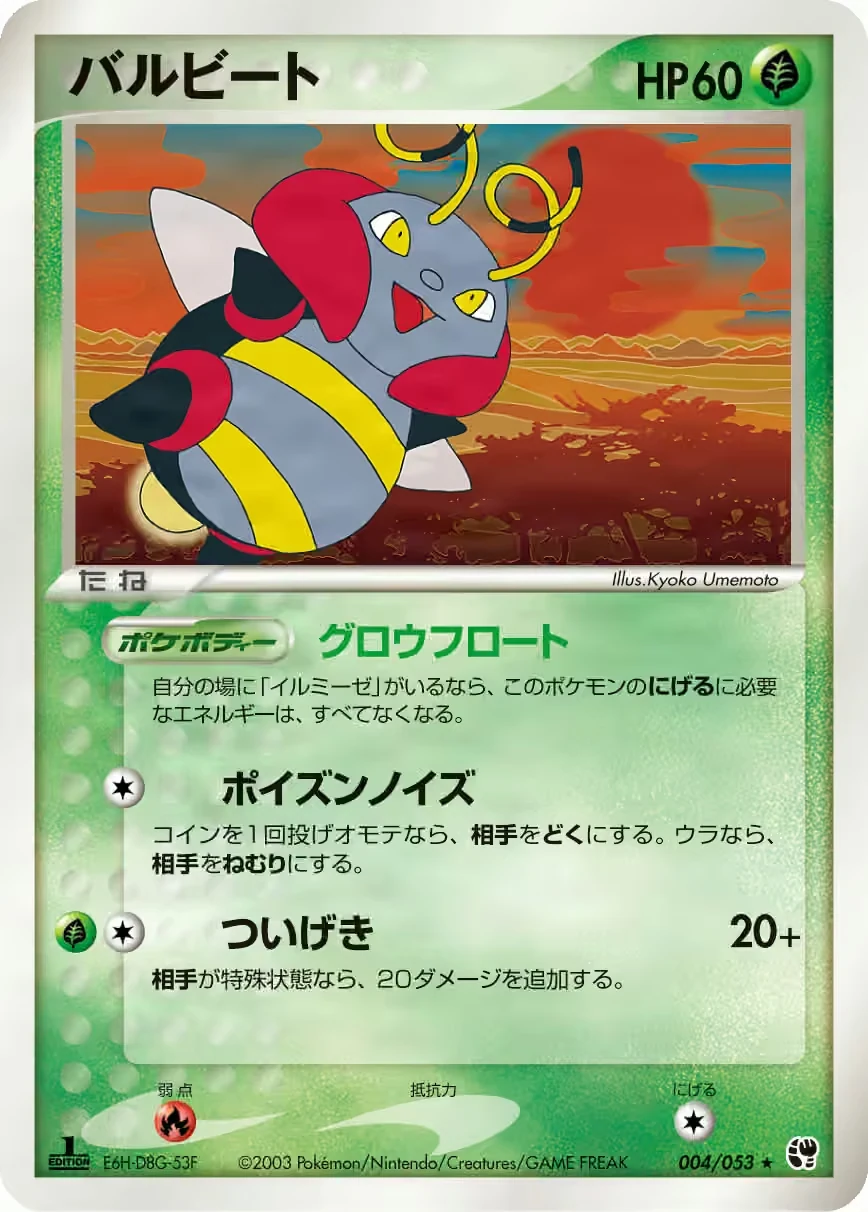 バルビート HP60
たね Illus.Kyoko Umemoto
ポケボディー グロウフロート
自分の場に「イルミーゼ」がいるなら、このポケモンのにげるに必要
なエネルギーは、すべてなくなる。
ポイズンノイズ
コインを1回投げオモテなら、相手をどくにする。ウラなら、
相手をねむりにする。
ついげき 20+
相手が特殊状態なら、20ダメージを追加する。
弱点 抵抗力 にげる
1 EDITION E6H-D8G-53F ©2003 Pokémon/Nintendo/Creatures/GAME FREAK 004/053 ★